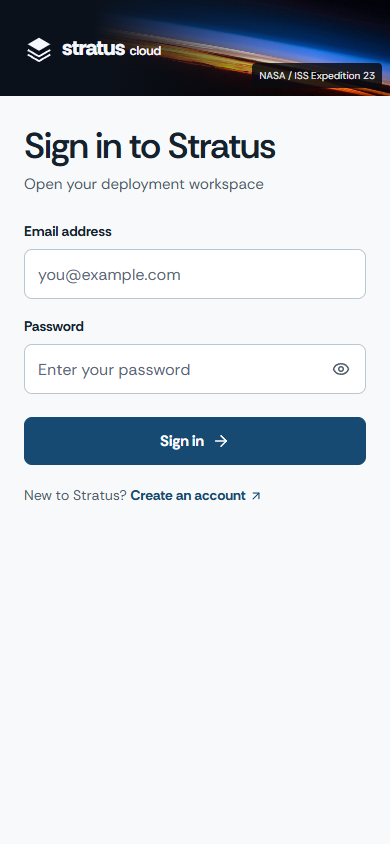 stratus cloud
NASA / ISS Expedition 23
Sign in to Stratus
Open your deployment workspace
Email address
you@example.com
Password
Enter your password
Sign in
New to Stratus? Create an account